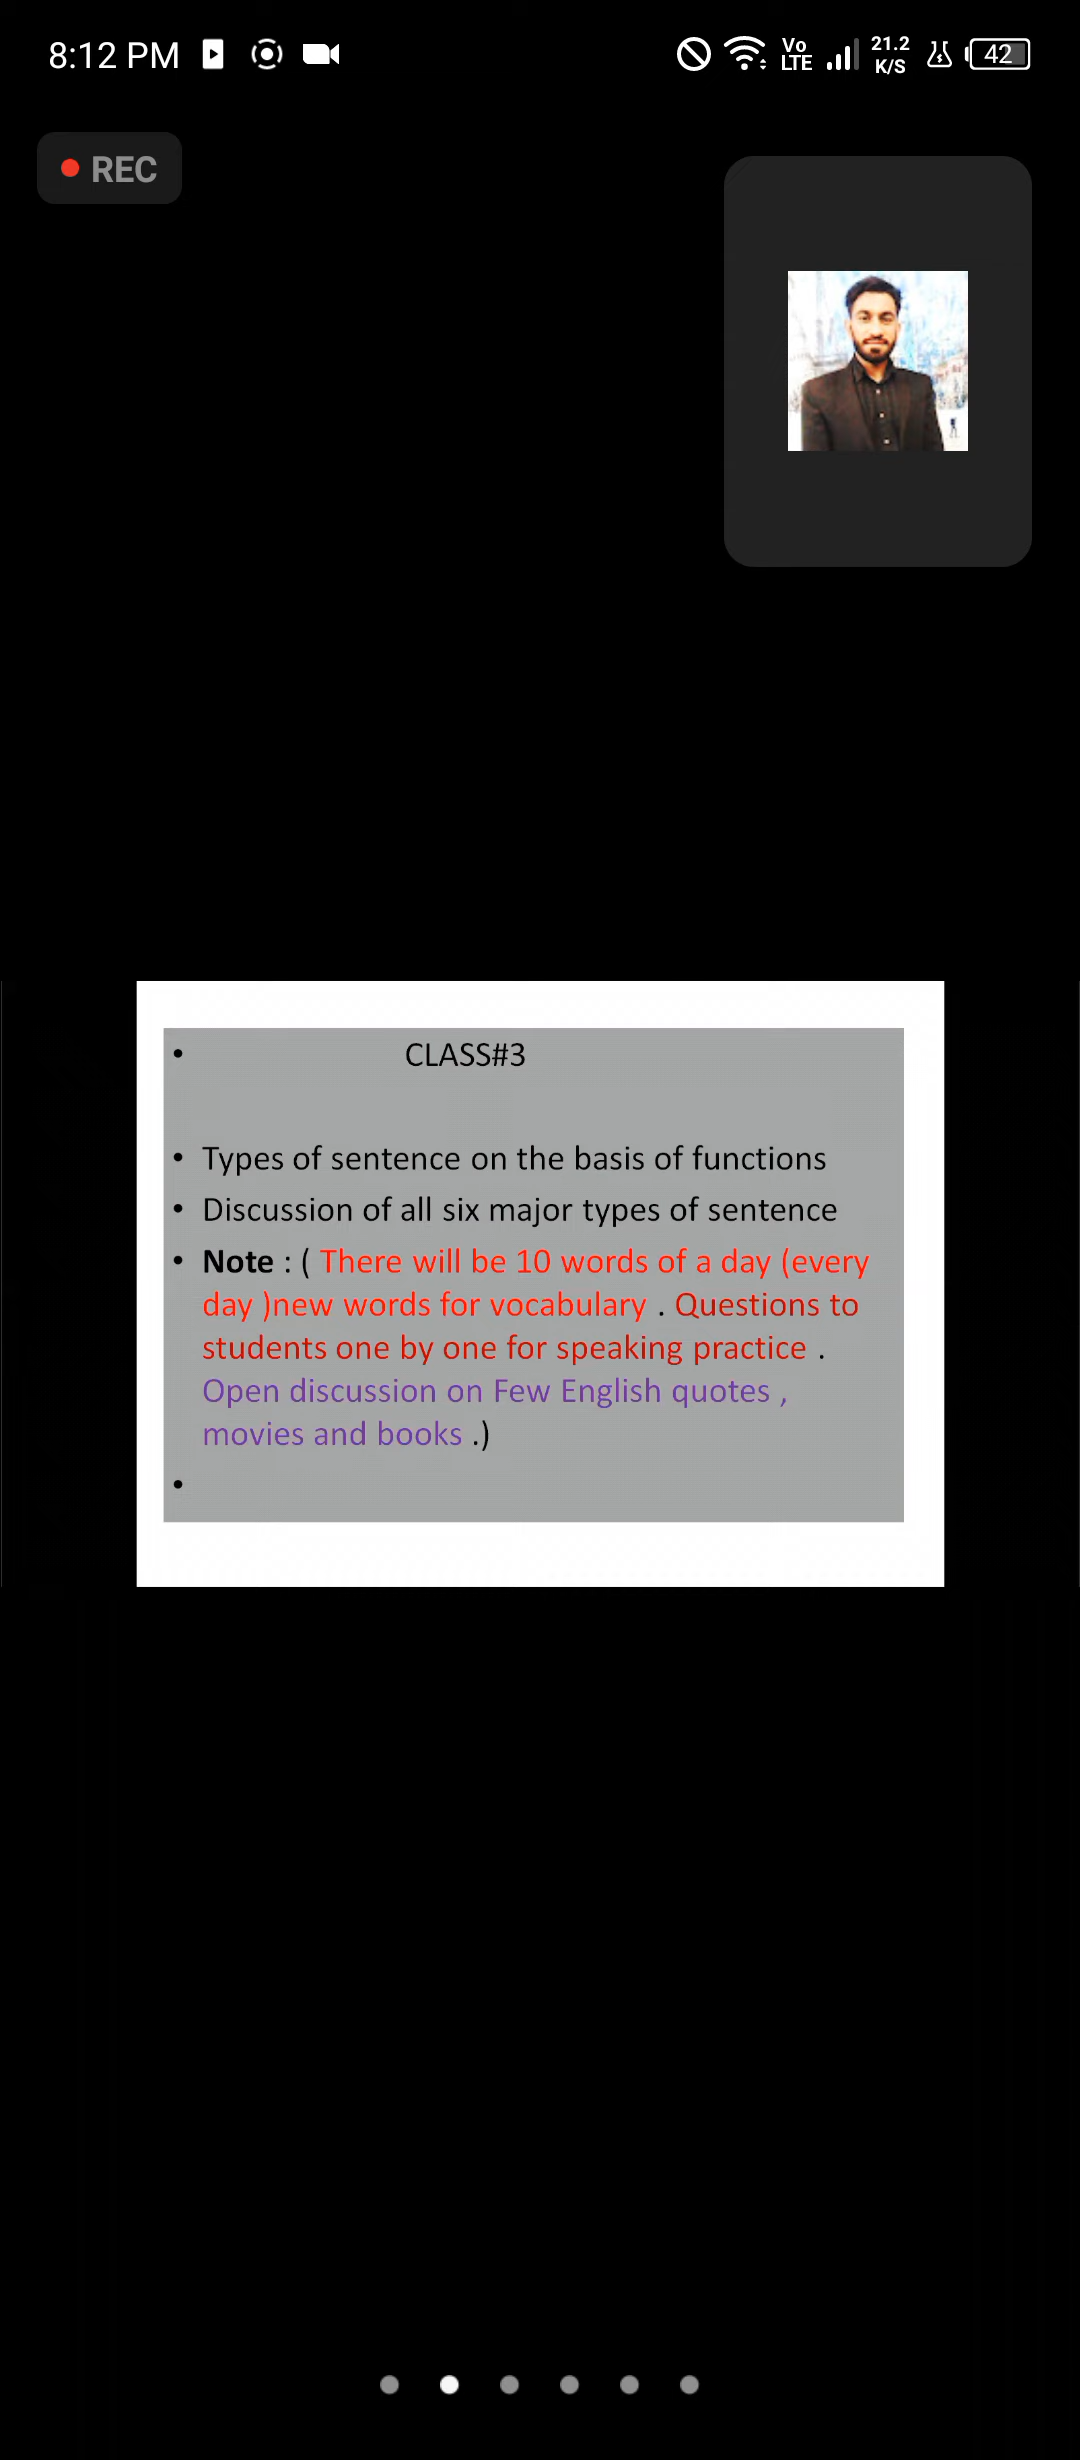 8:12 PM
Vo LTE
21.2 K/S
42
REC
• CLASS#3
• Types of sentence on the basis of functions
• Discussion of all six major types of sentence
• Note : ( There will be 10 words of a day (every
day )new words for vocabulary . Questions to
students one by one for speaking practice .
Open discussion on Few English quotes ,
movies and books .)
•